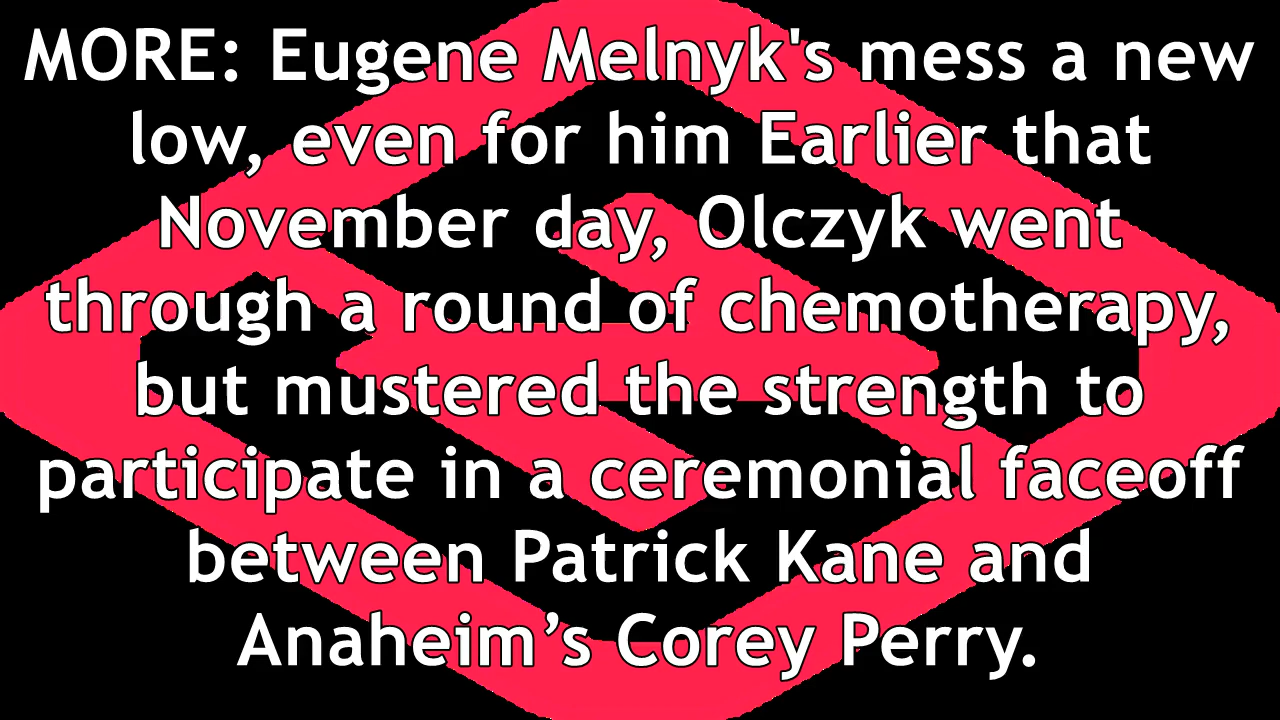 MORE: Eugene Melnyk's mess a new
low, even for him Earlier that
November day, Olczyk went
through a round of chemotherapy,
but mustered the strength to
participate in a ceremonial faceoff
between Patrick Kane and
Anaheim’s Corey Perry.